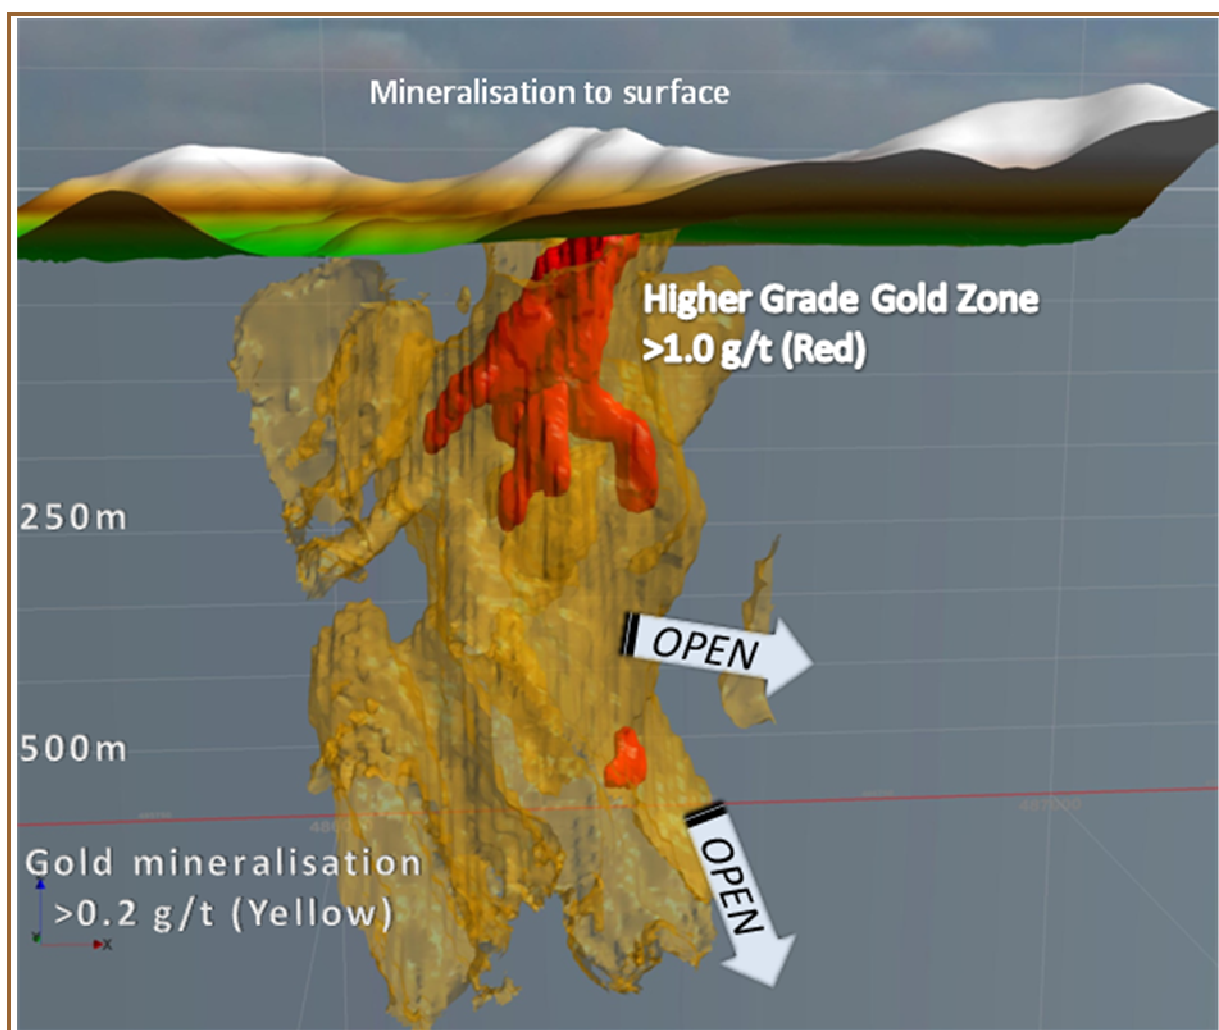 Mineralisation to surface
Higher Grade Gold Zone
>1.0 g/t (Red)
250m
OPEN
500m
487000
Gold mineralisation
>0.2 g/t (Yellow)
OPEN
X